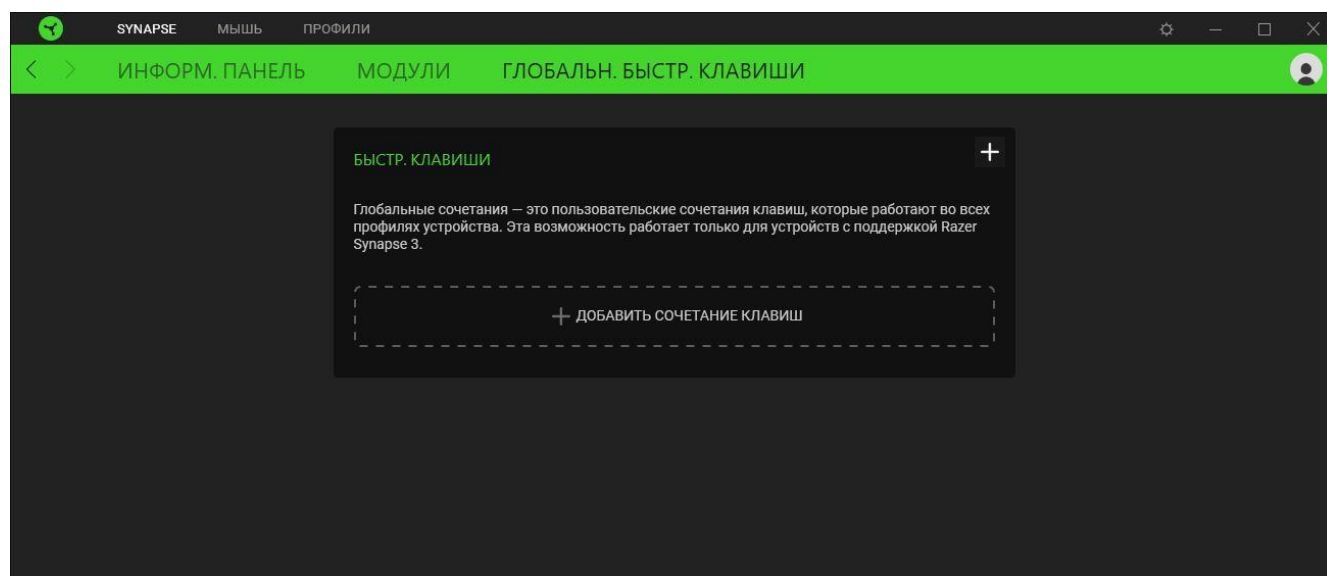 SYNAPSE МЫШЬ ПРОФИЛИ
ИНФОРМ. ПАНЕЛЬ МОДУЛИ ГЛОБАЛЬН. БЫСТР. КЛАВИШИ
БЫСТР. КЛАВИШИ
Глобальные сочетания — это пользовательские сочетания клавиш, которые работают во всех
профилях устройства. Эта возможность работает только для устройств с поддержкой Razer
Synapse 3.
ДОБАВИТЬ СОЧЕТАНИЕ КЛАВИШ